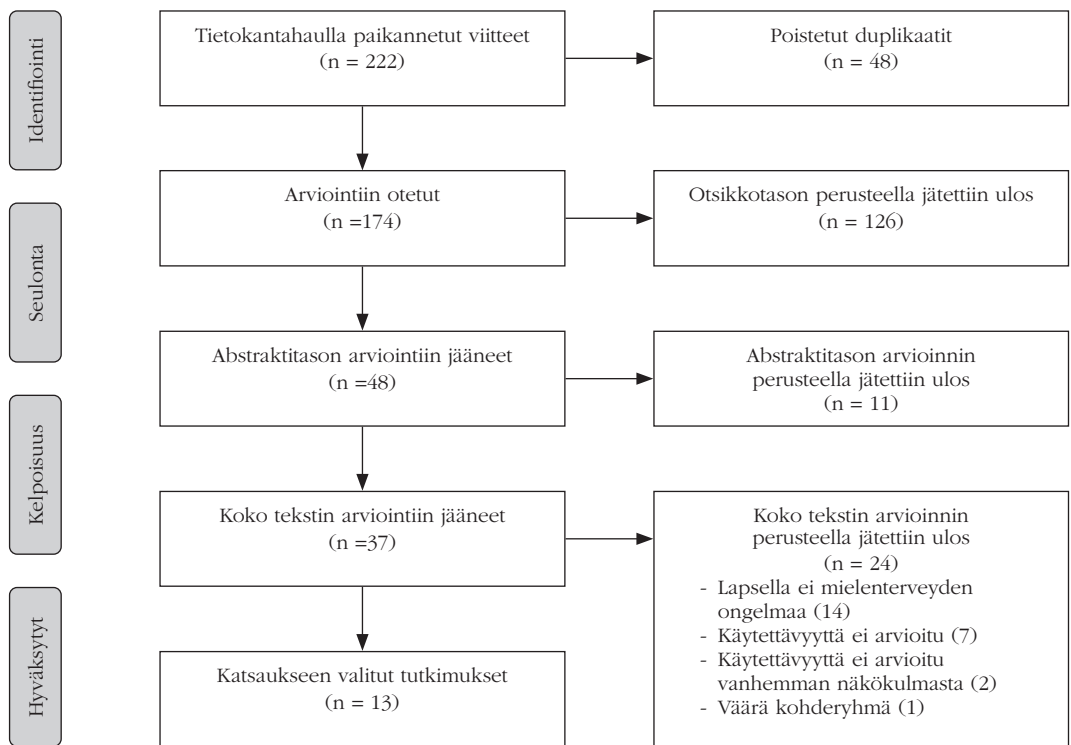 Identifiointi
Tietokantahaulla paikannetut viitteet
(n = 222)
Poistetut duplikaatit
(n = 48)
Seulonta
Arviointiin otetut
(n =174)
Otsikkotason perusteella jätettiin ulos
(n = 126)
Abstraktitason arviointiin jääneet
(n =48)
Abstraktitason arvioinnin
perusteella jätettiin ulos
(n = 11)
Kelpoisuus
Koko tekstin arviointiin jääneet
(n =37)
Koko tekstin arvioinnin
perusteella jätettiin ulos
(n = 24)
- Lapsella ei mielenterveyden
ongelmaa (14)
- Käytettävyyttä ei arvioitu (7)
- Käytettävyyttä ei arvioitu
vanhemman näkökulmasta (2)
- Väärä kohderyhmä (1)
Hyväksytyt
Katsaukseen valitut tutkimukset
n = 13)